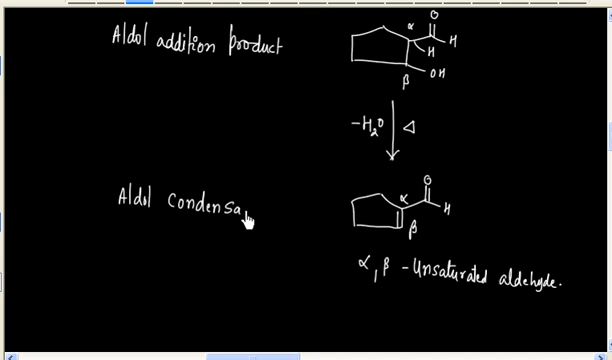 O
α
H
H
Aldol addition product
OH
β
-H₂O Δ
O
α
H
Aldol Condensa
β
α, β - Unsaturated aldehyde.